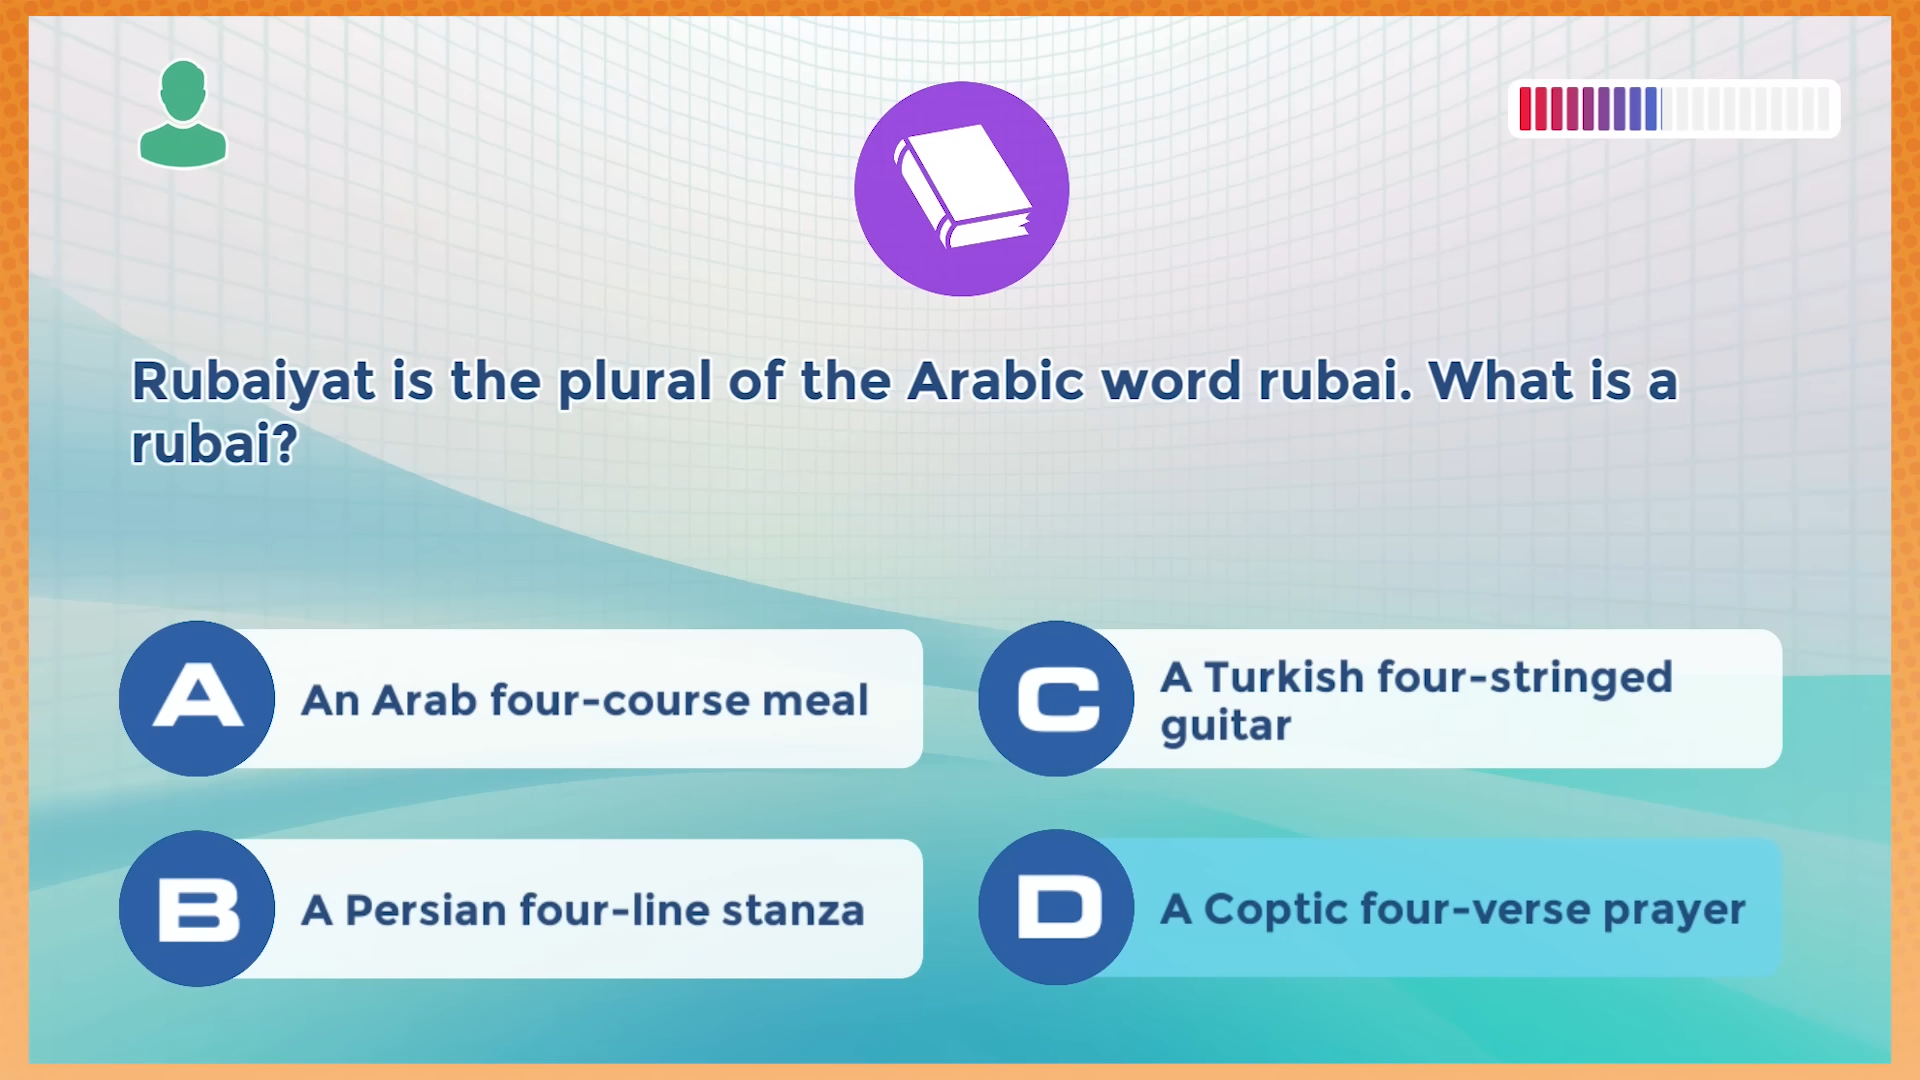 Rubaiyat is the plural of the Arabic word rubai. What is a
rubai?
A
An Arab four-course meal
B
A Persian four-line stanza
C
A Turkish four-stringed
guitar
D
A Coptic four-verse prayer